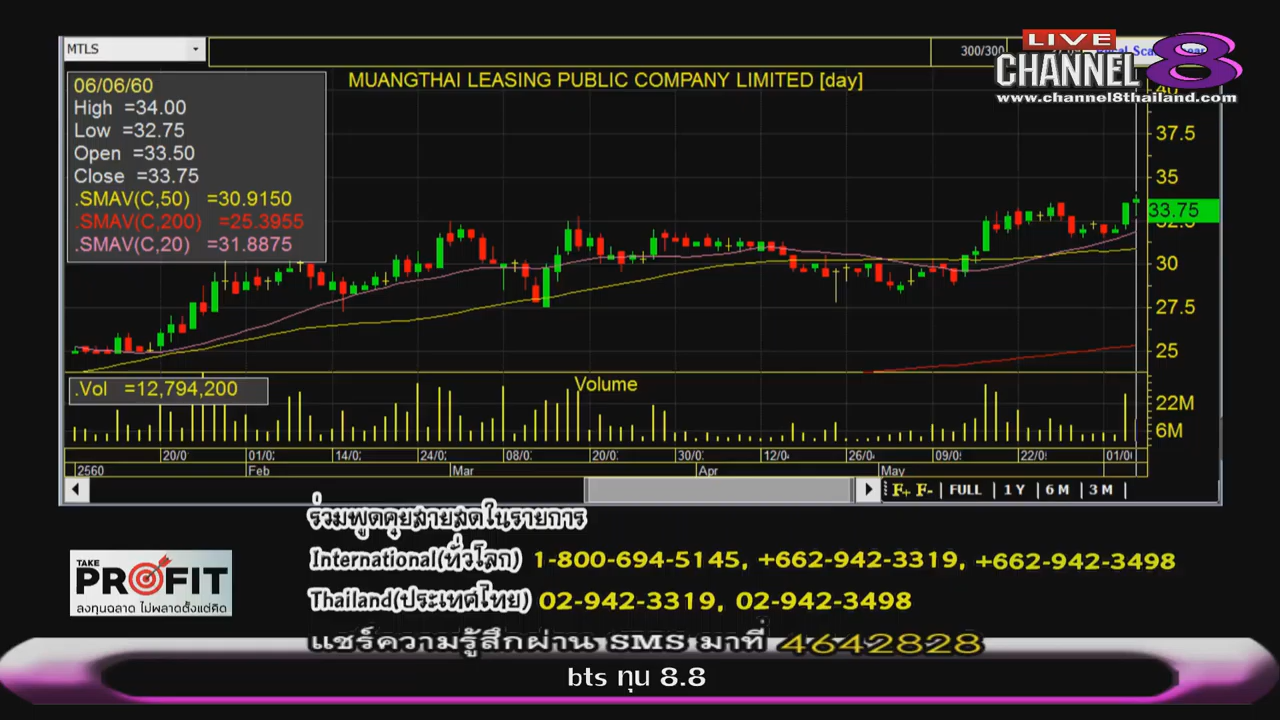 MTLS
300/300
LIVE
CHANNEL 8
www.channel8thailand.com
06/06/60
High =34.00
Low =32.75
Open =33.50
Close =33.75
.SMAV(C,50) =30.9150
.SMAV(C,200) =25.3955
.SMAV(C,20) =31.8875
MUANGTHAI LEASING PUBLIC COMPANY LIMITED [day]
40
37.5
35
33.75
32.5
30
27.5
25
.Vol =12,794,200
Volume
22M
6M
20/0 01/0 14/0 24/0 08/0 20/0 30/0 12/0 26/0 09/0 22/0 01/0
2560 Feb Mar Apr May
F+ F- FULL 1 Y 6 M 3 M
ร่วมพูดคุยสายสดในรายการ
International(ทั่วโลก) 1-800-694-5145, +662-942-3319, +662-942-3498
Thailand(ประเทศไทย) 02-942-3319, 02-942-3498
แชร์ความรู้สึกผ่าน SMS มาที่ 4642828
TAKE
PROFIT
ลงทุนฉลาด ไม่พลาดตั้งแต่คิด
bts ทุน 8.8